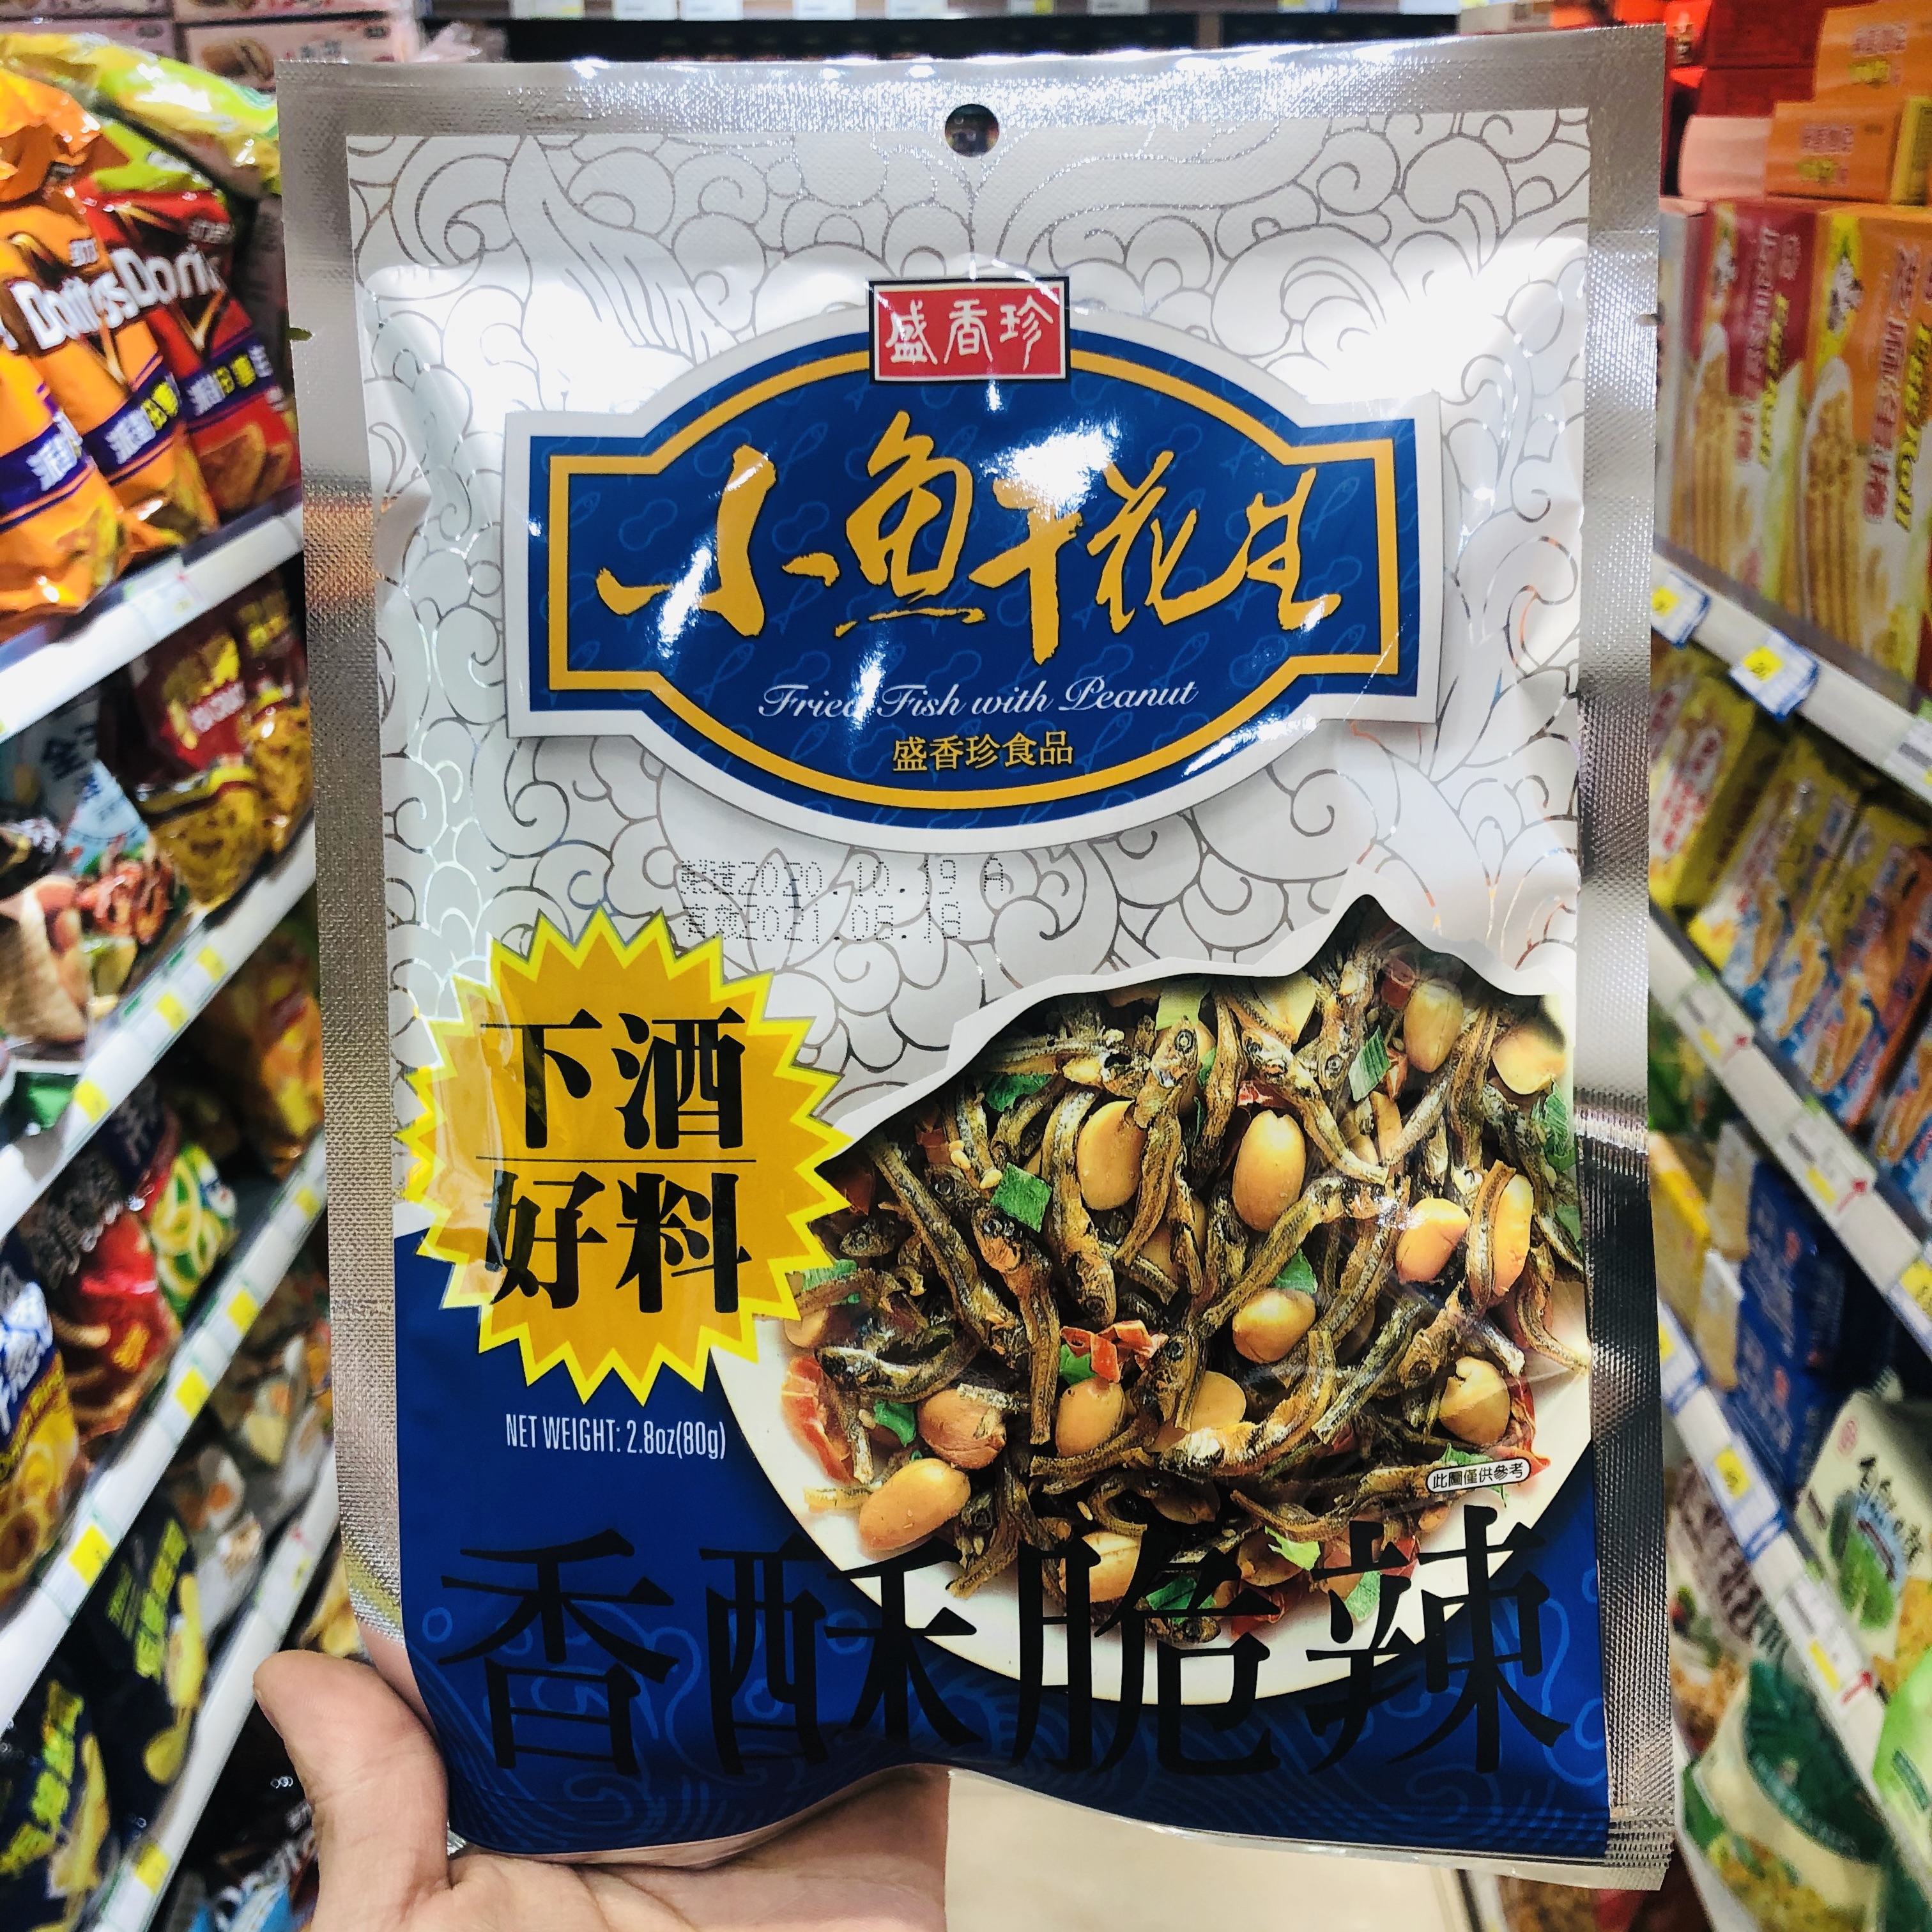 盛香珍
小魚干花生
Fried Fish with Peanut
盛香珍食品
製造2020.10.19 A
有效2021.05.18
下酒
好料
NET WEIGHT: 2.8oz(80g)
此圖僅供參考
香酥脆辣
Doritos